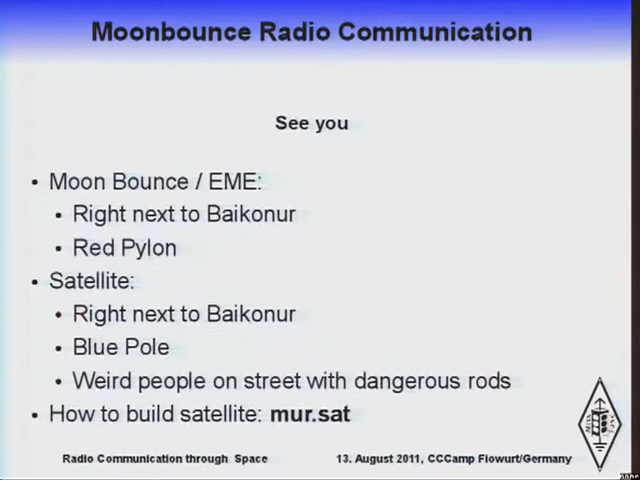 Moonbounce Radio Communication
See you
• Moon Bounce / EME:
• Right next to Baikonur
• Red Pylon
• Satellite:
• Right next to Baikonur
• Blue Pole
• Weird people on street with dangerous rods
• How to build satellite: mur.sat
Radio Communication through Space
13. August 2011, CCCamp Flowurt/Germany